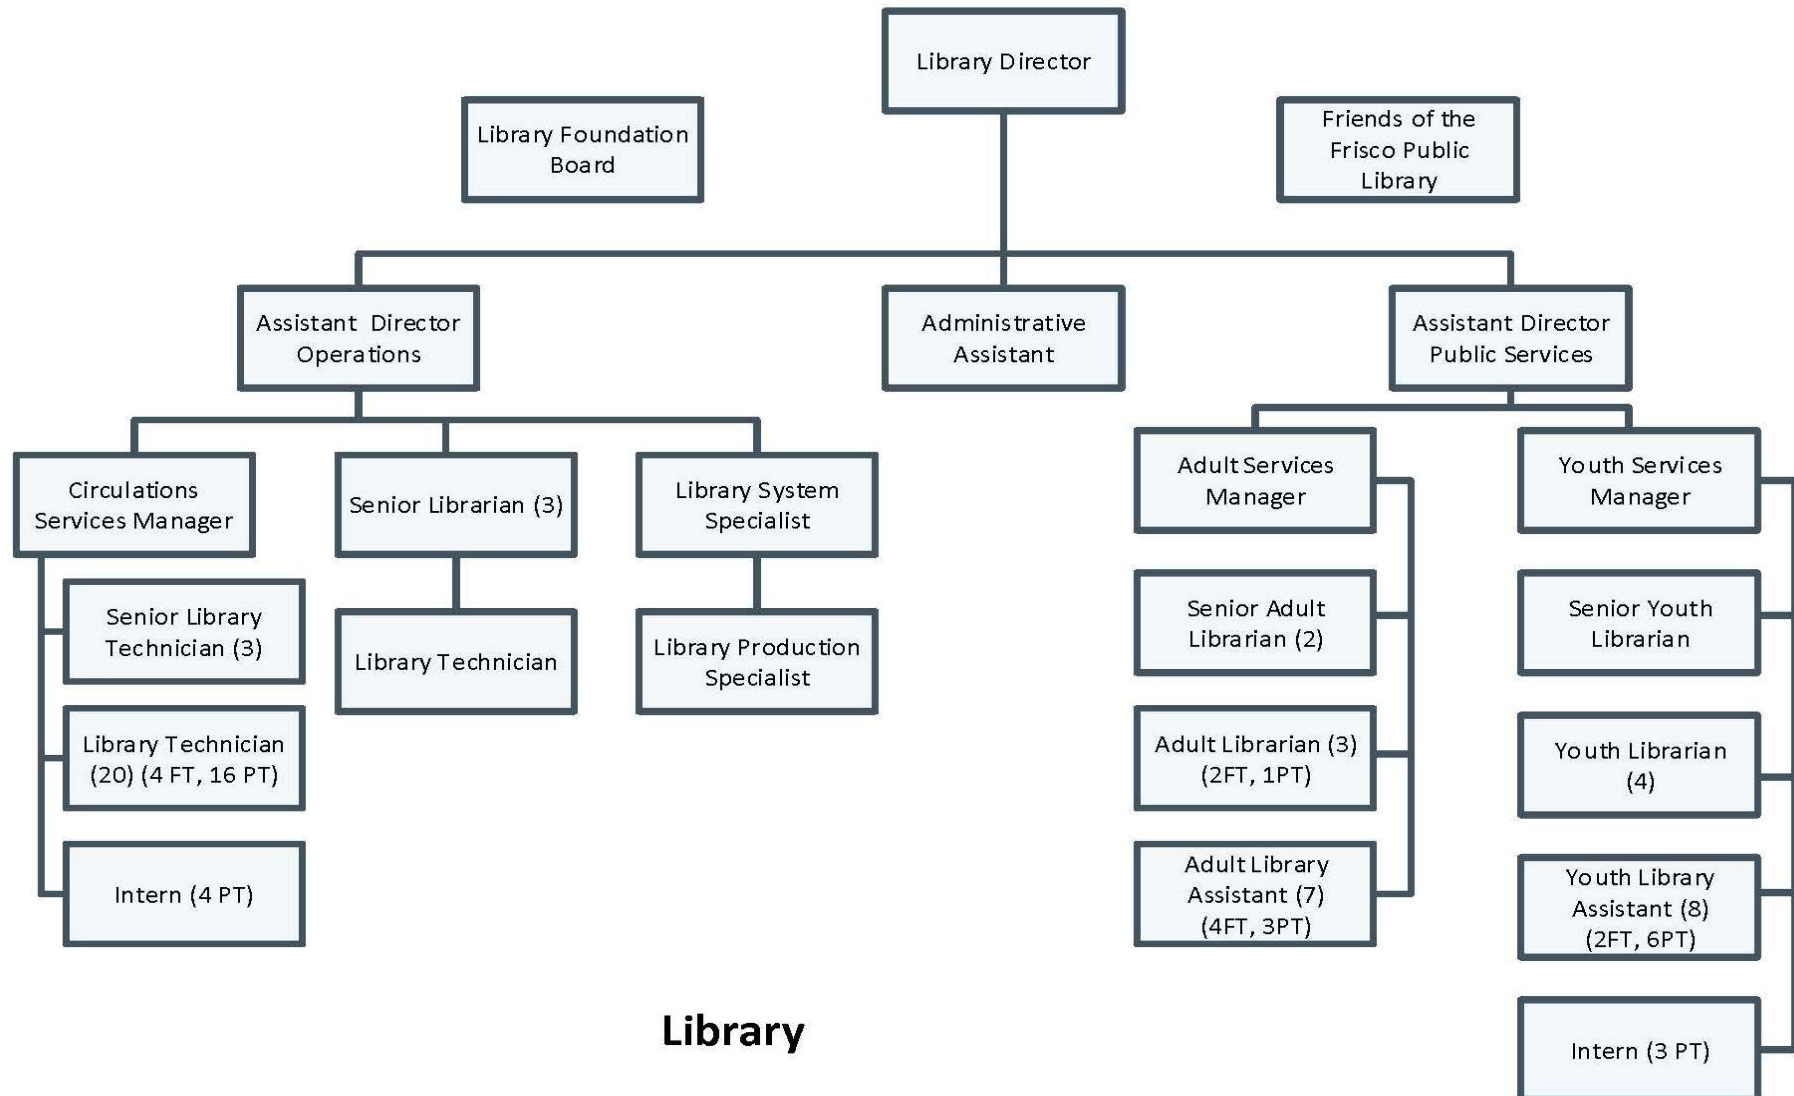 Library Director
Library Foundation
Board
Friends of the
Frisco Public
Library
Assistant Director
Operations
Administrative
Assistant
Assistant Director
Public Services
Circulations
Services Manager
Senior Librarian (3)
Library System
Specialist
Adult Services
Manager
Youth Services
Manager
Senior Library
Technician (3)
Library Technician
Library Production
Specialist
Senior Adult
Librarian (2)
Senior Youth
Librarian
Library Technician
(20) (4 FT, 16 PT)
Adult Librarian (3)
(2FT, 1PT)
Youth Librarian
(4)
Intern (4 PT)
Adult Library
Assistant (7)
(4FT, 3PT)
Youth Library
Assistant (8)
(2FT, 6PT)
Intern (3 PT)
Library